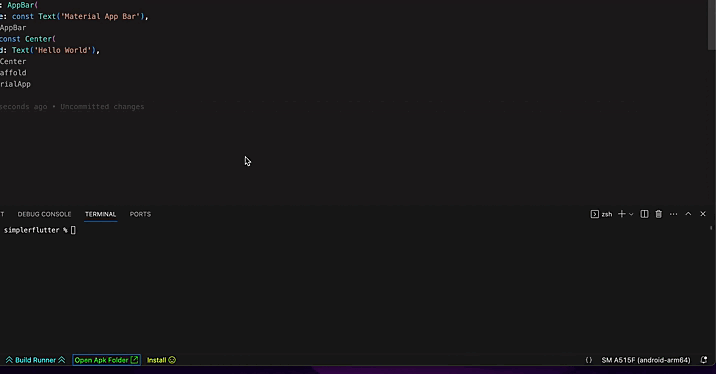 : AppBar(
e: const Text('Material App Bar'),
AppBar
const Center(
d: Text('Hello World'),
Center
affold
rialApp
seconds ago • Uncommitted changes
T DEBUG CONSOLE TERMINAL PORTS zsh
simplerflutter %
Build Runner Open Apk Folder Install {} SM A515F (android-arm64)